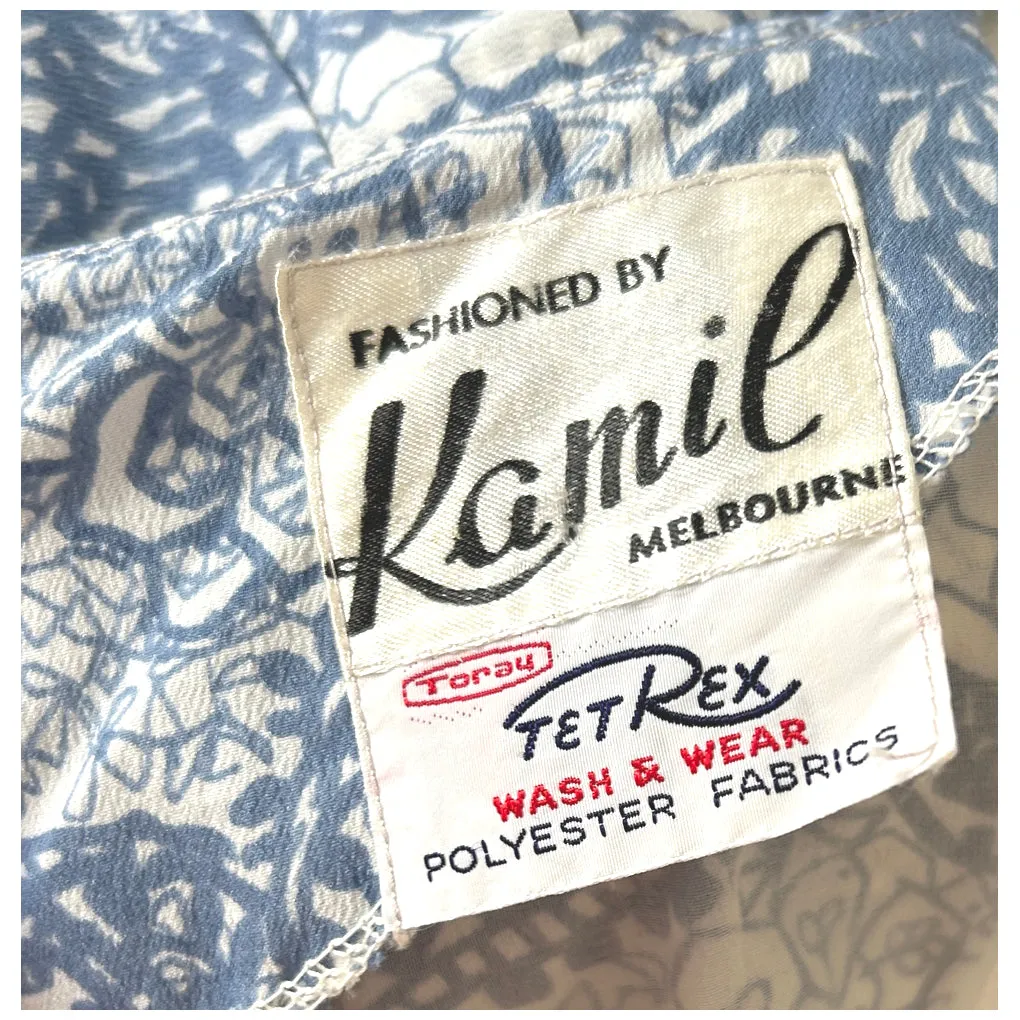 FASHIONED BY
Kamil
MELBOURNE
Toray
TETREX
WASH & WEAR
POLYESTER FABRICS